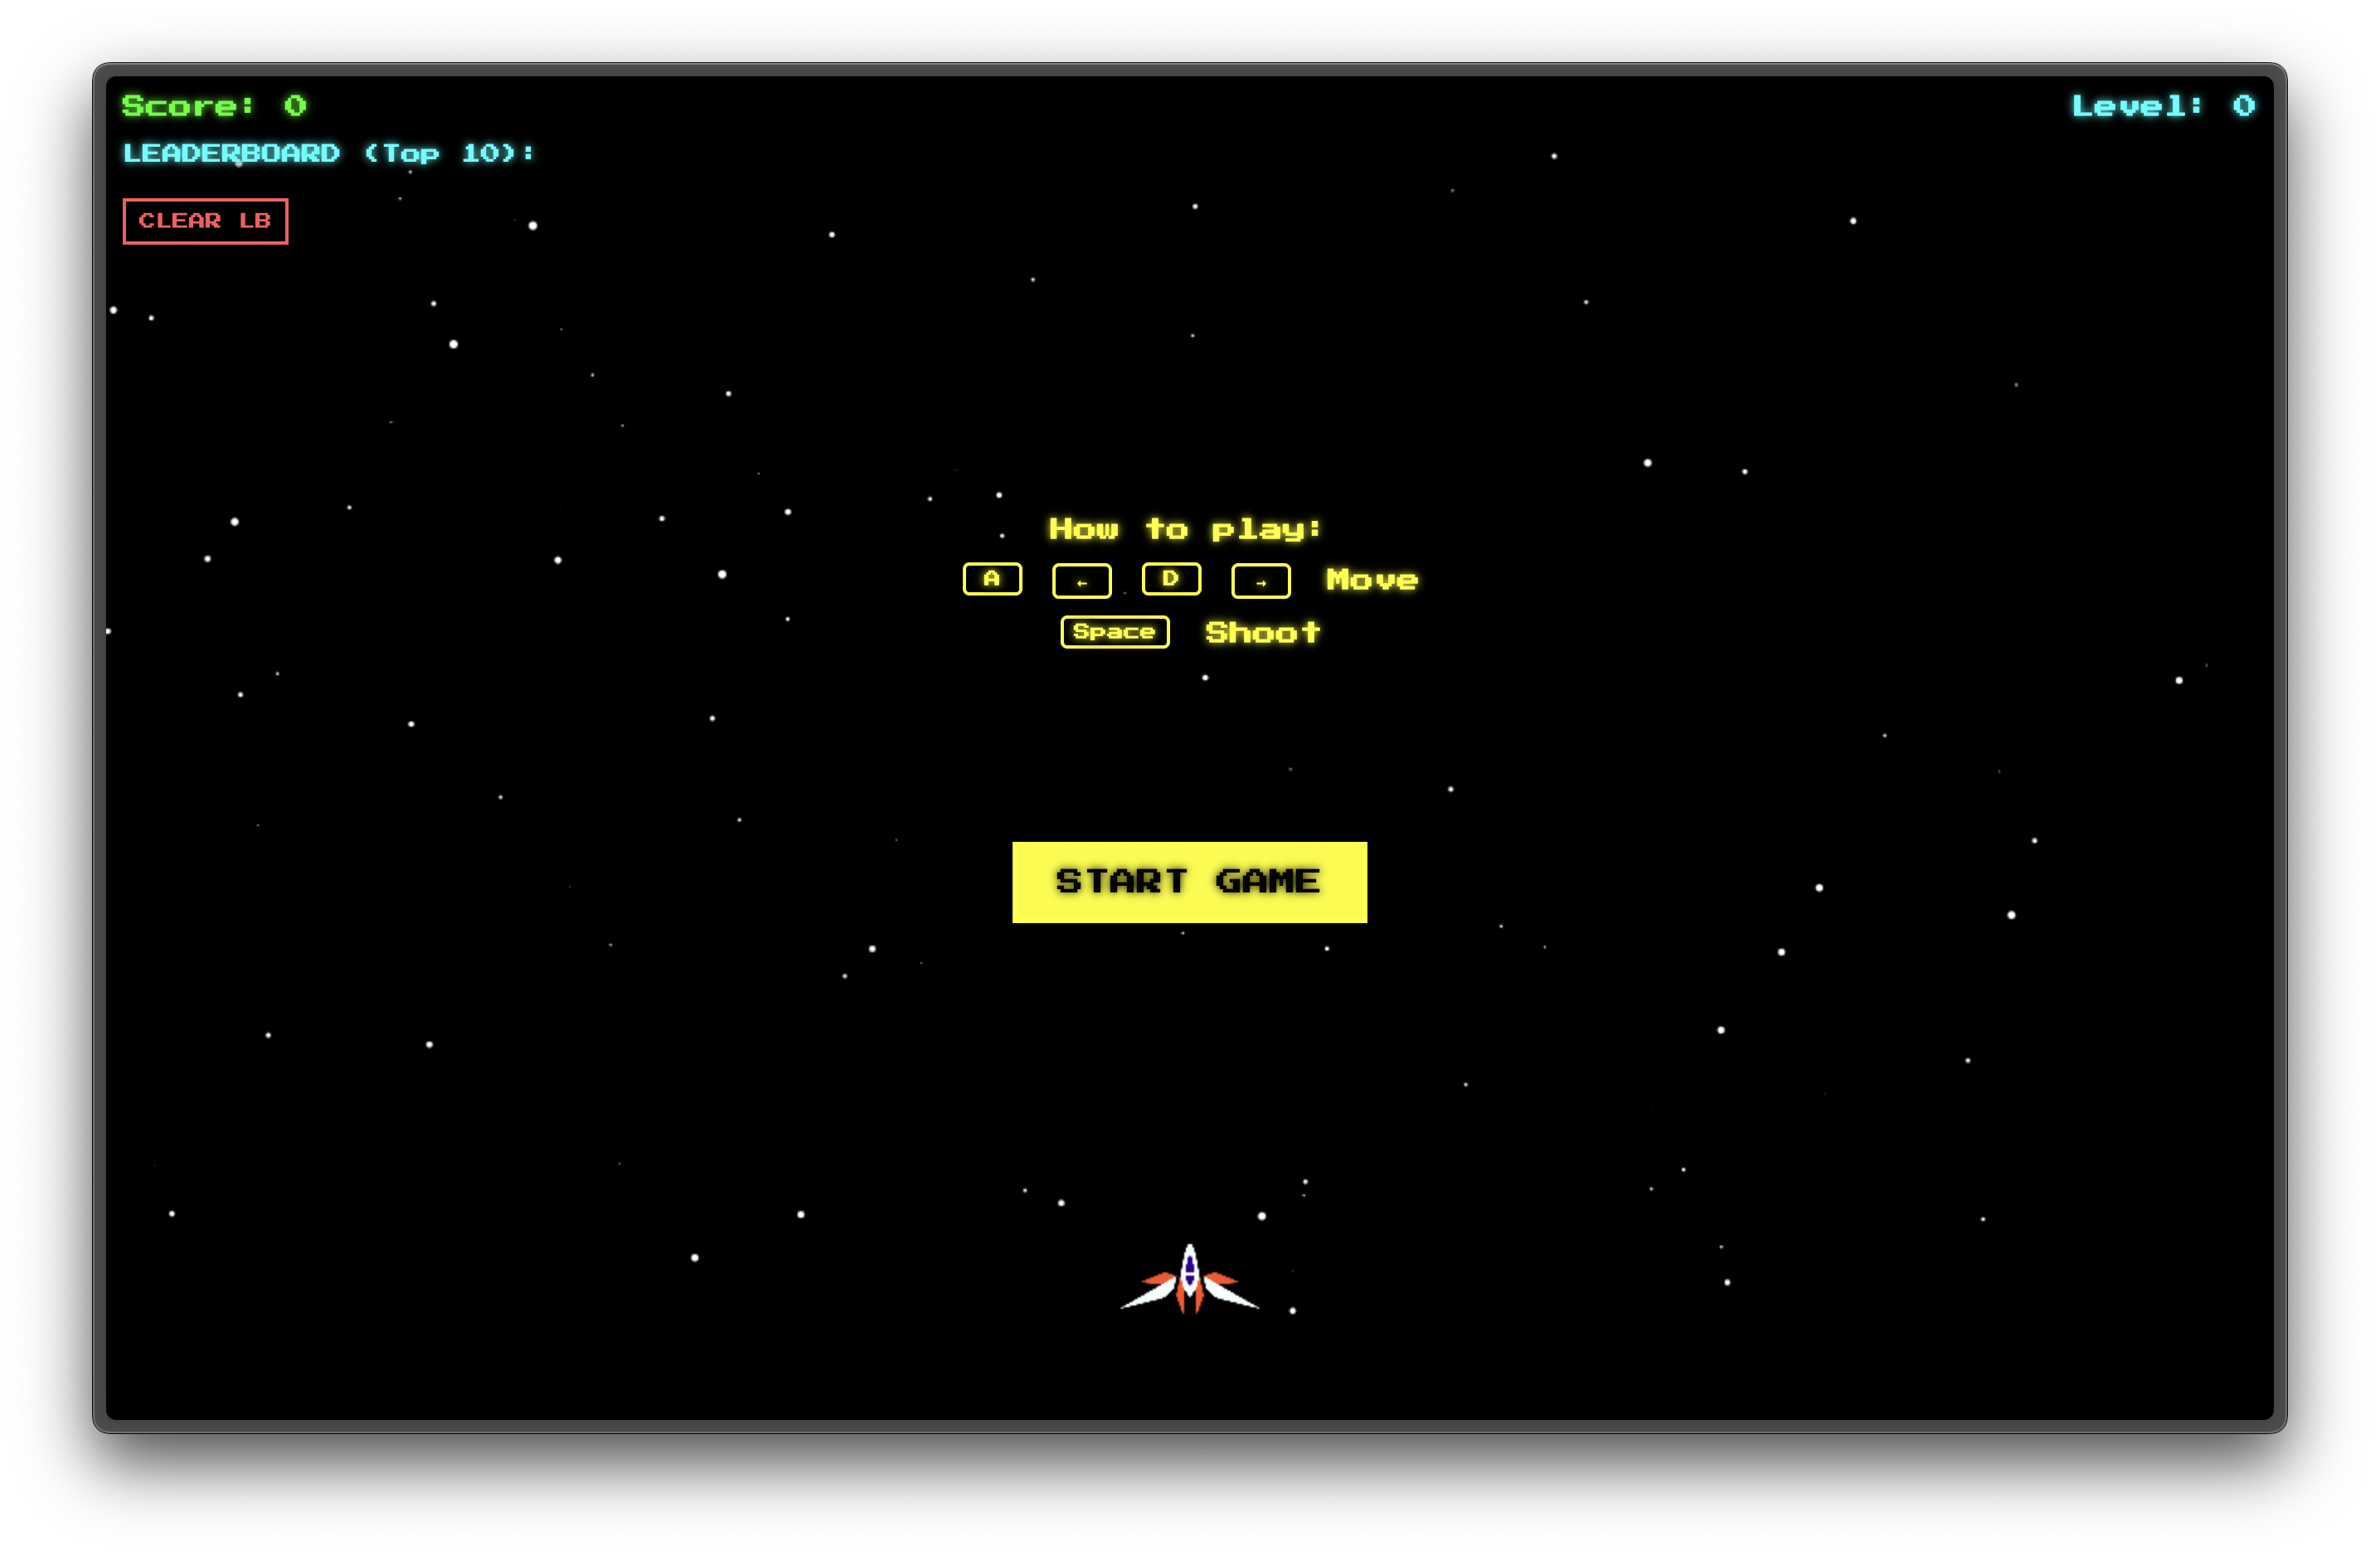 Score: 0
Level: 0
LEADERBOARD (Top 10):
CLEAR LB
How to play:
A ← D → Move
Space Shoot
START GAME